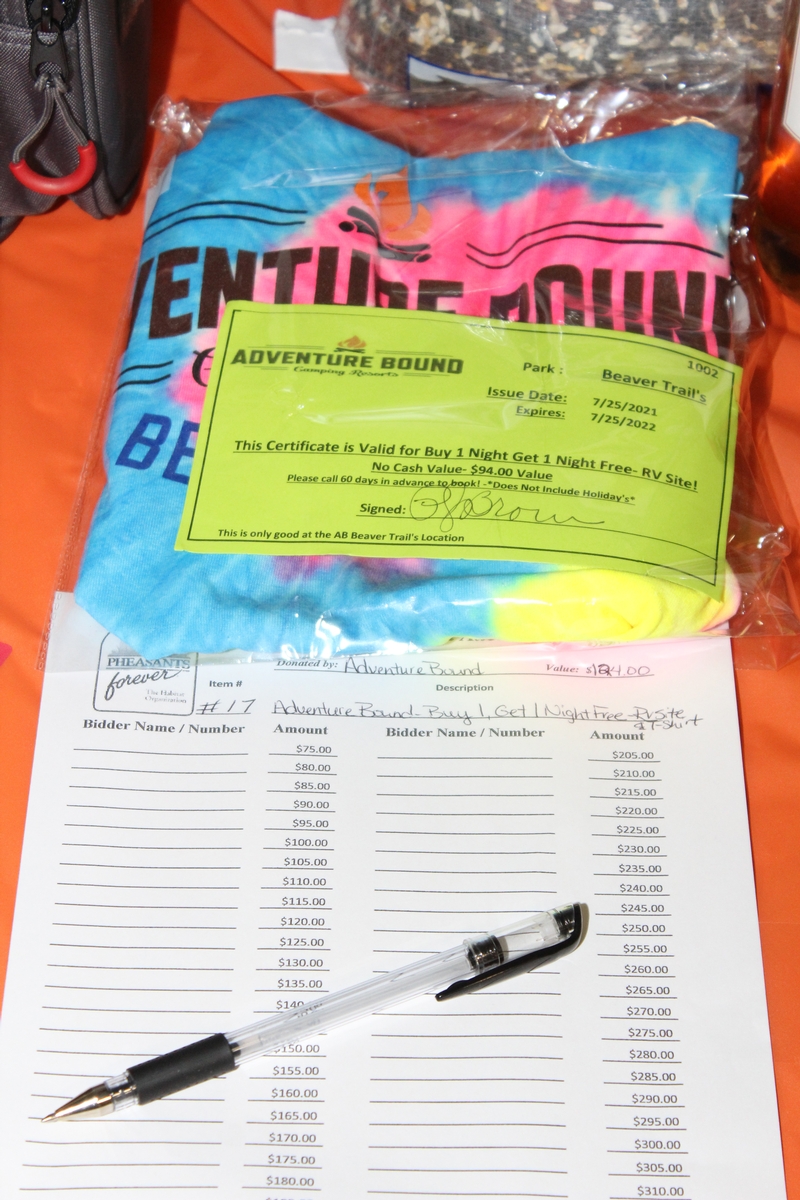 VENTURE BOUN
BE
1002
ADVENTURE BOUND
Camping Resorts
Park : Beaver Trail's
Issue Date: 7/25/2021
Expires: 7/25/2022
This Certificate is Valid for Buy 1 Night Get 1 Night Free- RV Site!
No Cash Value- $94.00 Value
Please call 60 days in advance to book! -*Does Not Include Holiday's*
Signed:
This is only good at the AB Beaver Trail's Location
PHEASANTS
forever
The Habitat
Organization
Donated by: Adventure Bound Value: $124.00
Item # Description
#17 Adventure Bound- Buy 1, Get 1 Night Free -RV Site
& T-Shirt
Bidder Name / Number Amount Bidder Name / Number Amount
$75.00 $205.00
$80.00 $210.00
$85.00 $215.00
$90.00 $220.00
$95.00 $225.00
$100.00 $230.00
$105.00 $235.00
$110.00 $240.00
$115.00 $245.00
$120.00 $250.00
$125.00 $255.00
$130.00 $260.00
$135.00 $265.00
$140 $270.00
$275.00
$150.00 $280.00
$155.00 $285.00
$160.00 $290.00
$165.00 $295.00
$170.00 $300.00
$175.00 $305.00
$180.00 $310.00